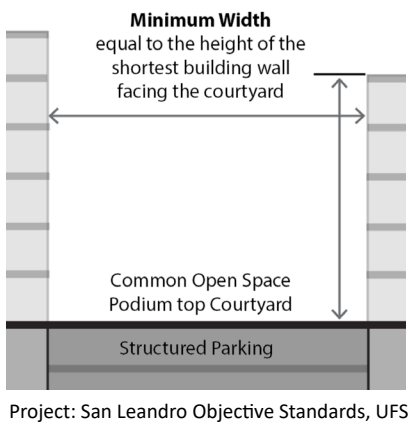 Minimum Width
equal to the height of the
shortest building wall
facing the courtyard
Common Open Space
Podium top Courtyard
Structured Parking
Project: San Leandro Objective Standards, UFS